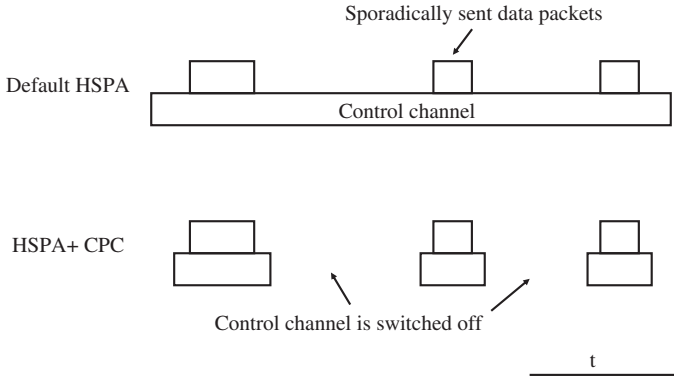 Sporadically sent data packets
Default HSPA
Control channel
HSPA+ CPC
Control channel is switched off
t